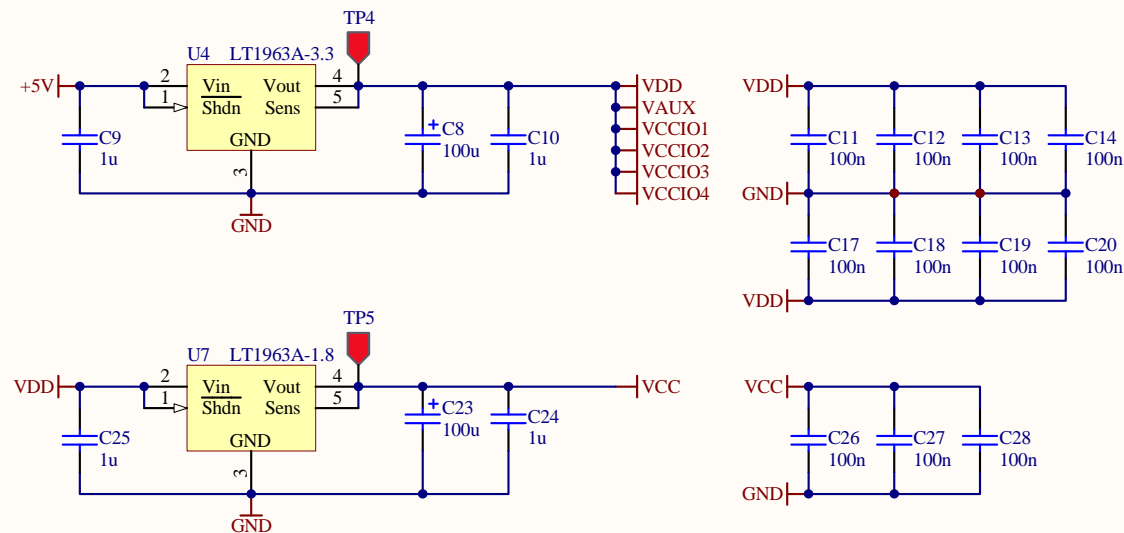 TP4
U4 LT1963A-3.3
+5V
2 Vin Vout 4
1 Shdn Sens 5
GND
3
C9
1u
C8
100u
C10
1u
GND
VDD
VAUX
VCCIO1
VCCIO2
VCCIO3
VCCIO4
VDD
C11
100n
C12
100n
C13
100n
C14
100n
GND
C17
100n
C18
100n
C19
100n
C20
100n
VDD
TP5
U7 LT1963A-1.8
VDD
2 Vin Vout 4
1 Shdn Sens 5
GND
3
C25
1u
+
C23
100u
C24
1u
GND
VCC
VCC
C26
100n
C27
100n
C28
100n
GND